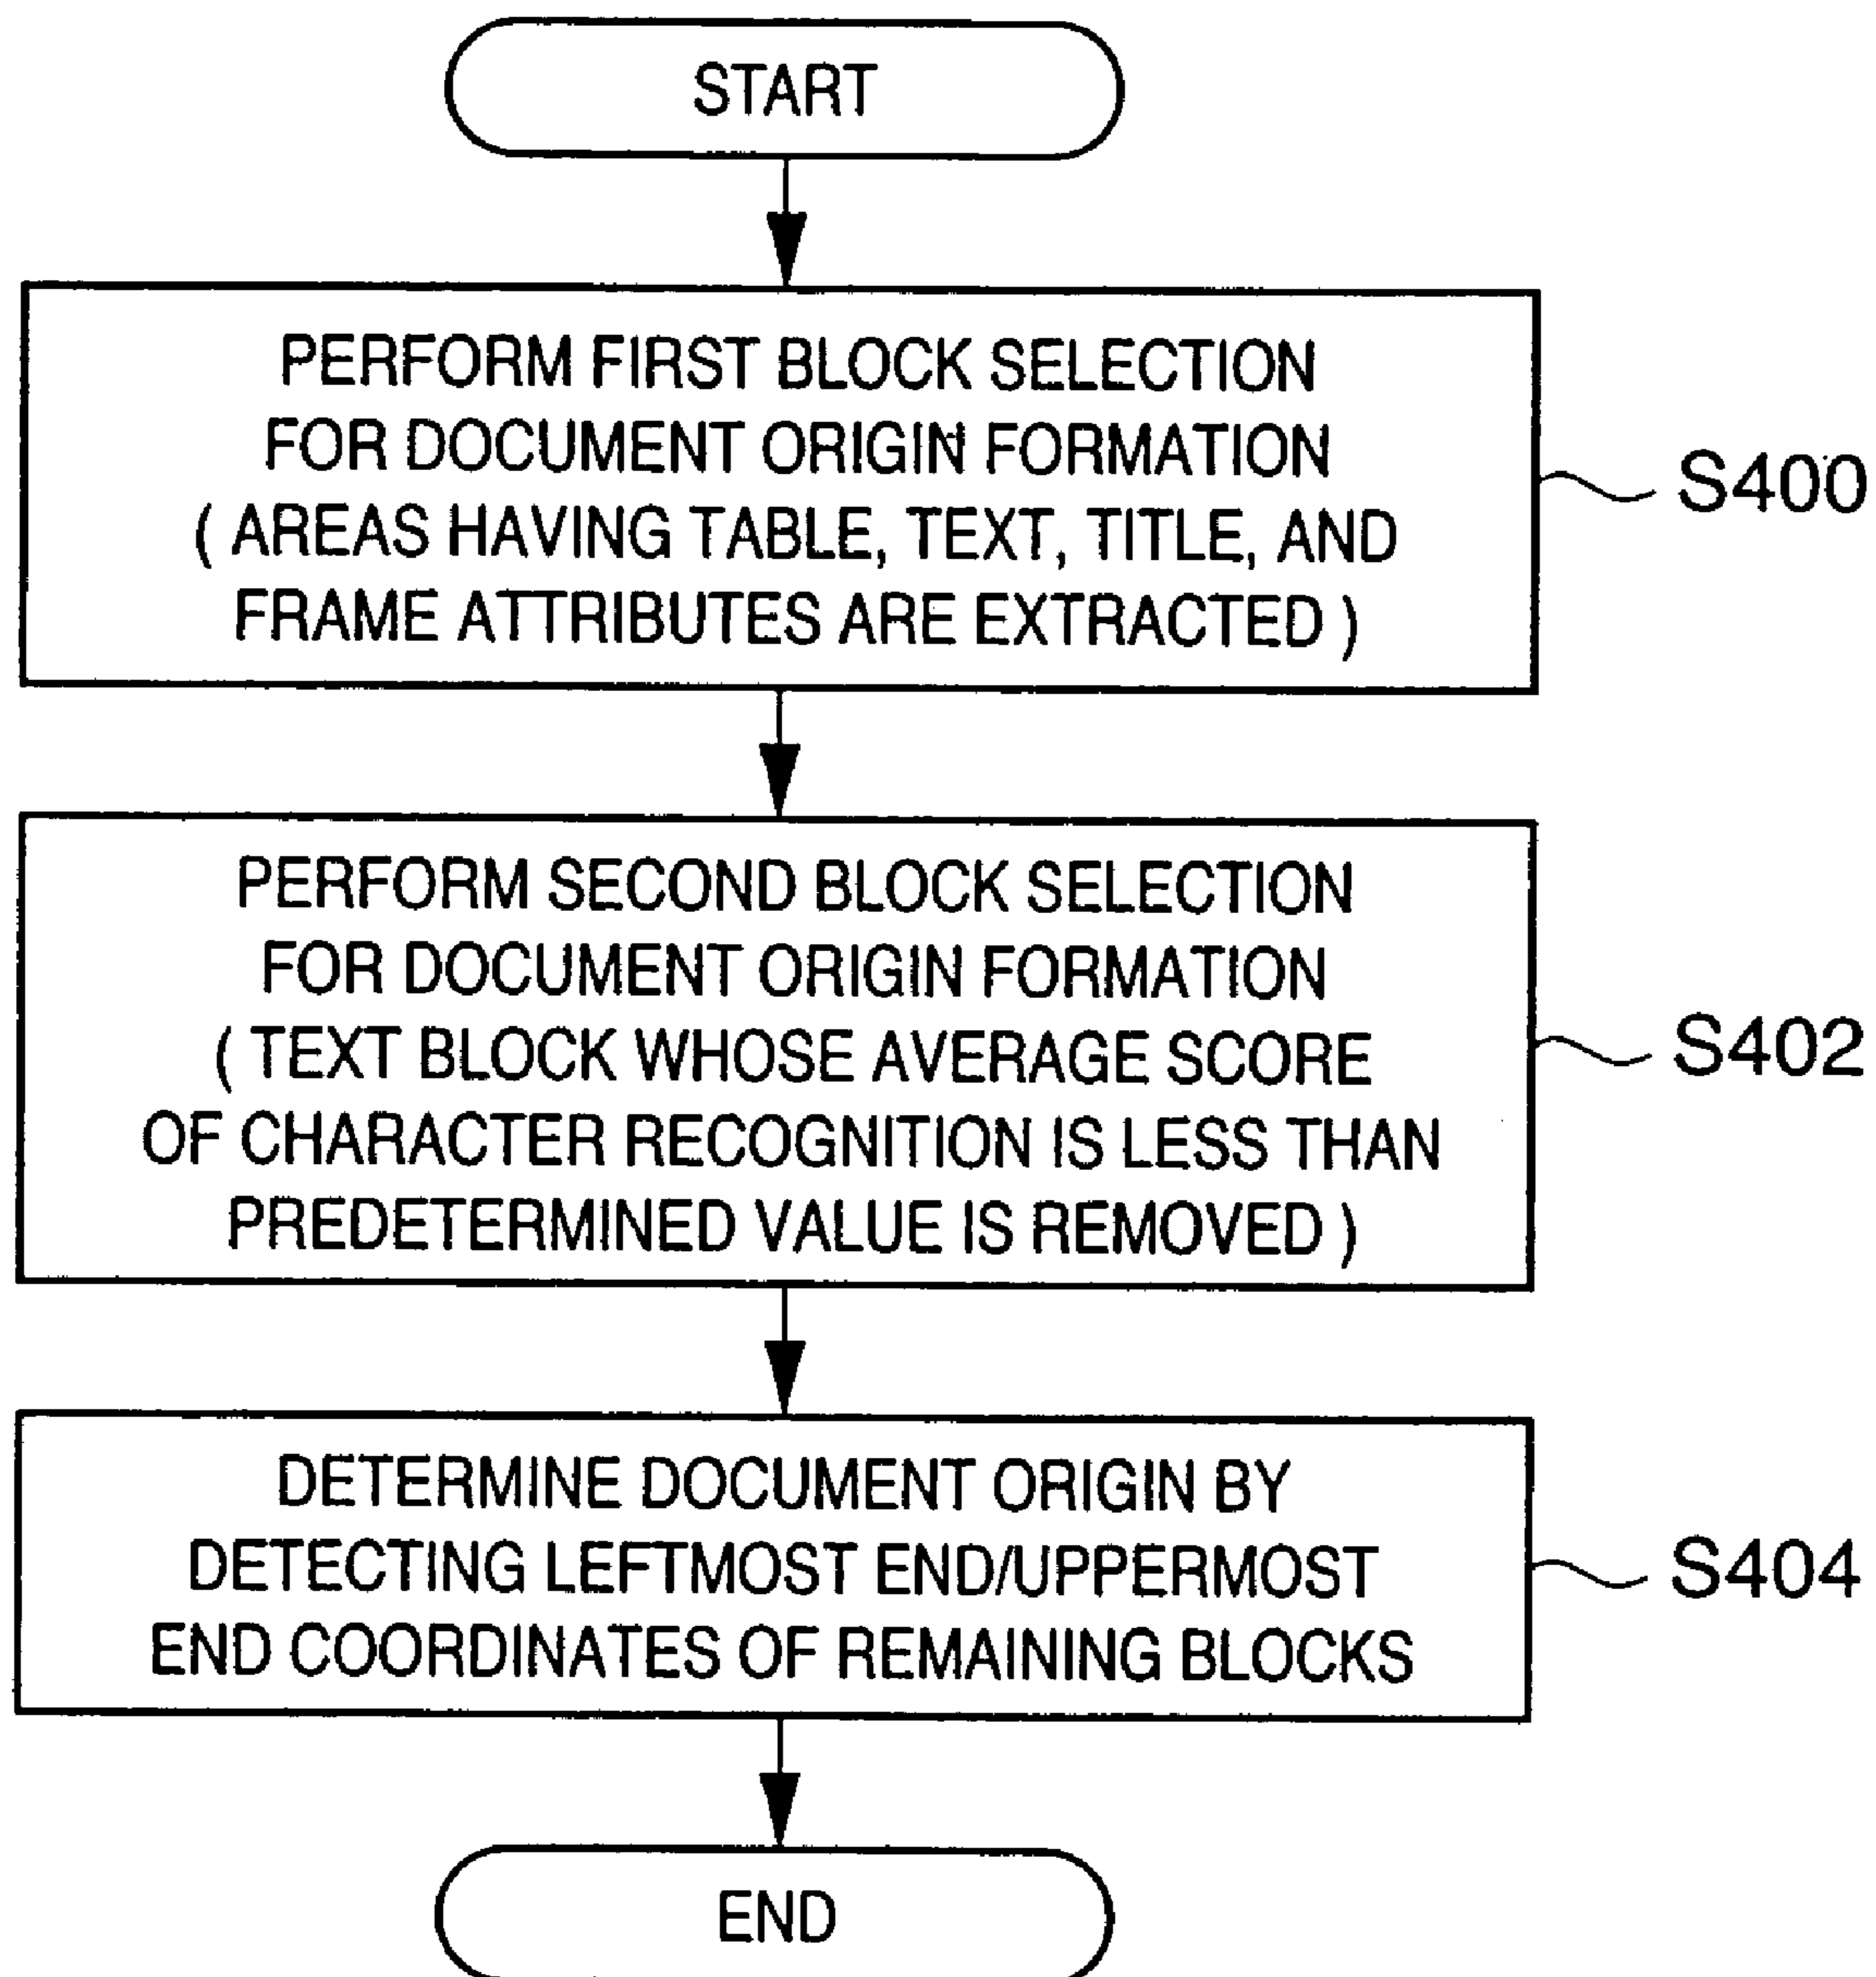 START
PERFORM FIRST BLOCK SELECTION
FOR DOCUMENT ORIGIN FORMATION
( AREAS HAVING TABLE, TEXT, TITLE, AND
FRAME ATTRIBUTES ARE EXTRACTED )
S400
PERFORM SECOND BLOCK SELECTION
FOR DOCUMENT ORIGIN FORMATION
( TEXT BLOCK WHOSE AVERAGE SCORE
OF CHARACTER RECOGNITION IS LESS THAN
PREDETERMINED VALUE IS REMOVED )
S402
DETERMINE DOCUMENT ORIGIN BY
DETECTING LEFTMOST END/UPPERMOST
END COORDINATES OF REMAINING BLOCKS
S404
END